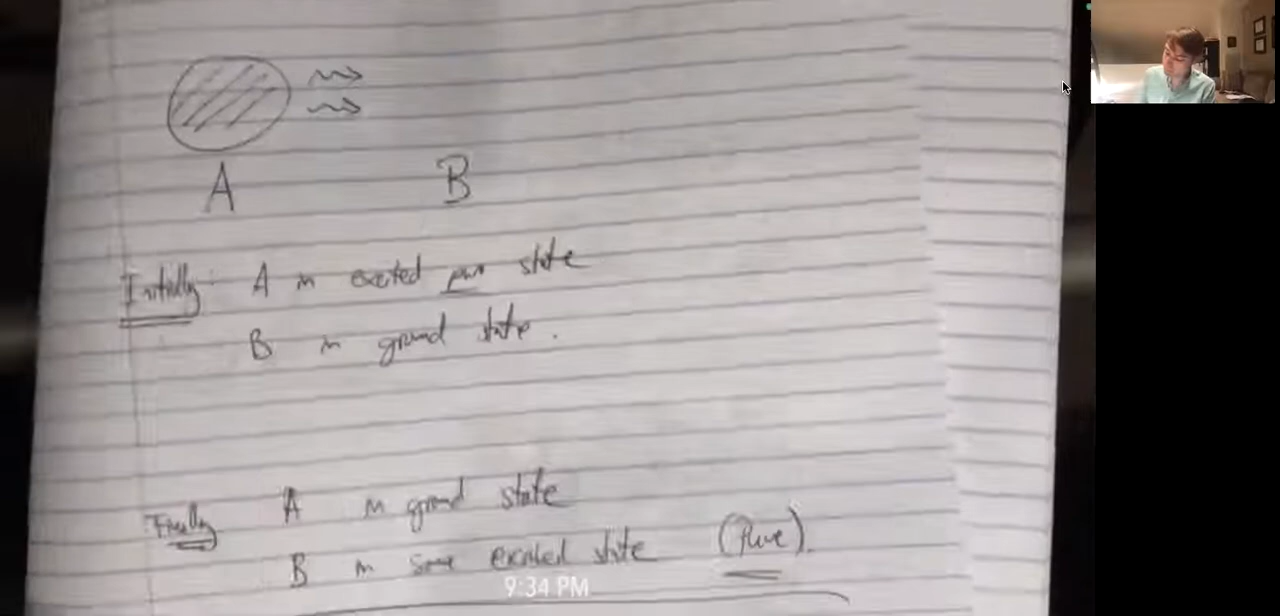 A B
Initially: A in excited pure state
B in ground state.
Finally A in ground state
B in some excited state (Pure).
9:34 PM